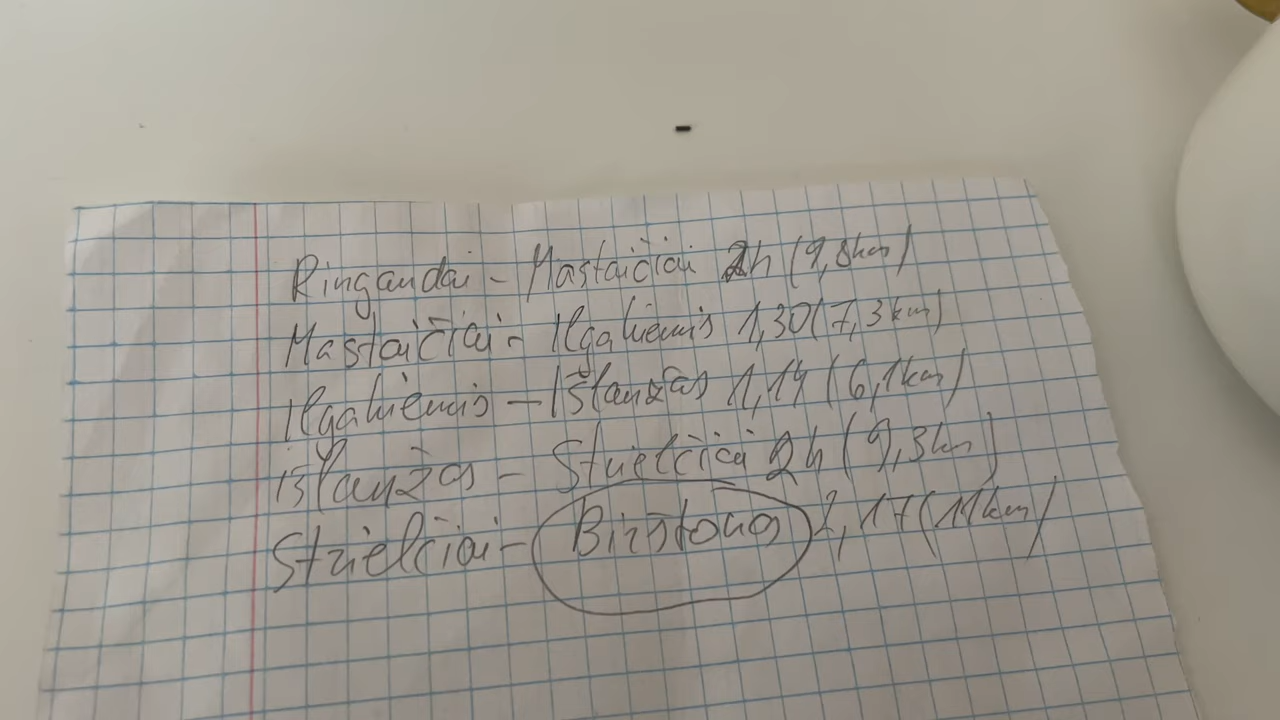 Ringaudai - Mastaičiai 2h (9,8km)
Mastaičiai - Ilgakiemis 1,30 (7,3km)
Ilgakiemis - Išlaužas 1,14 (6,1km)
išlaužas - Strielčiai 2h (9,3km)
Strielčiai - Birštonas 2,17 (11km)